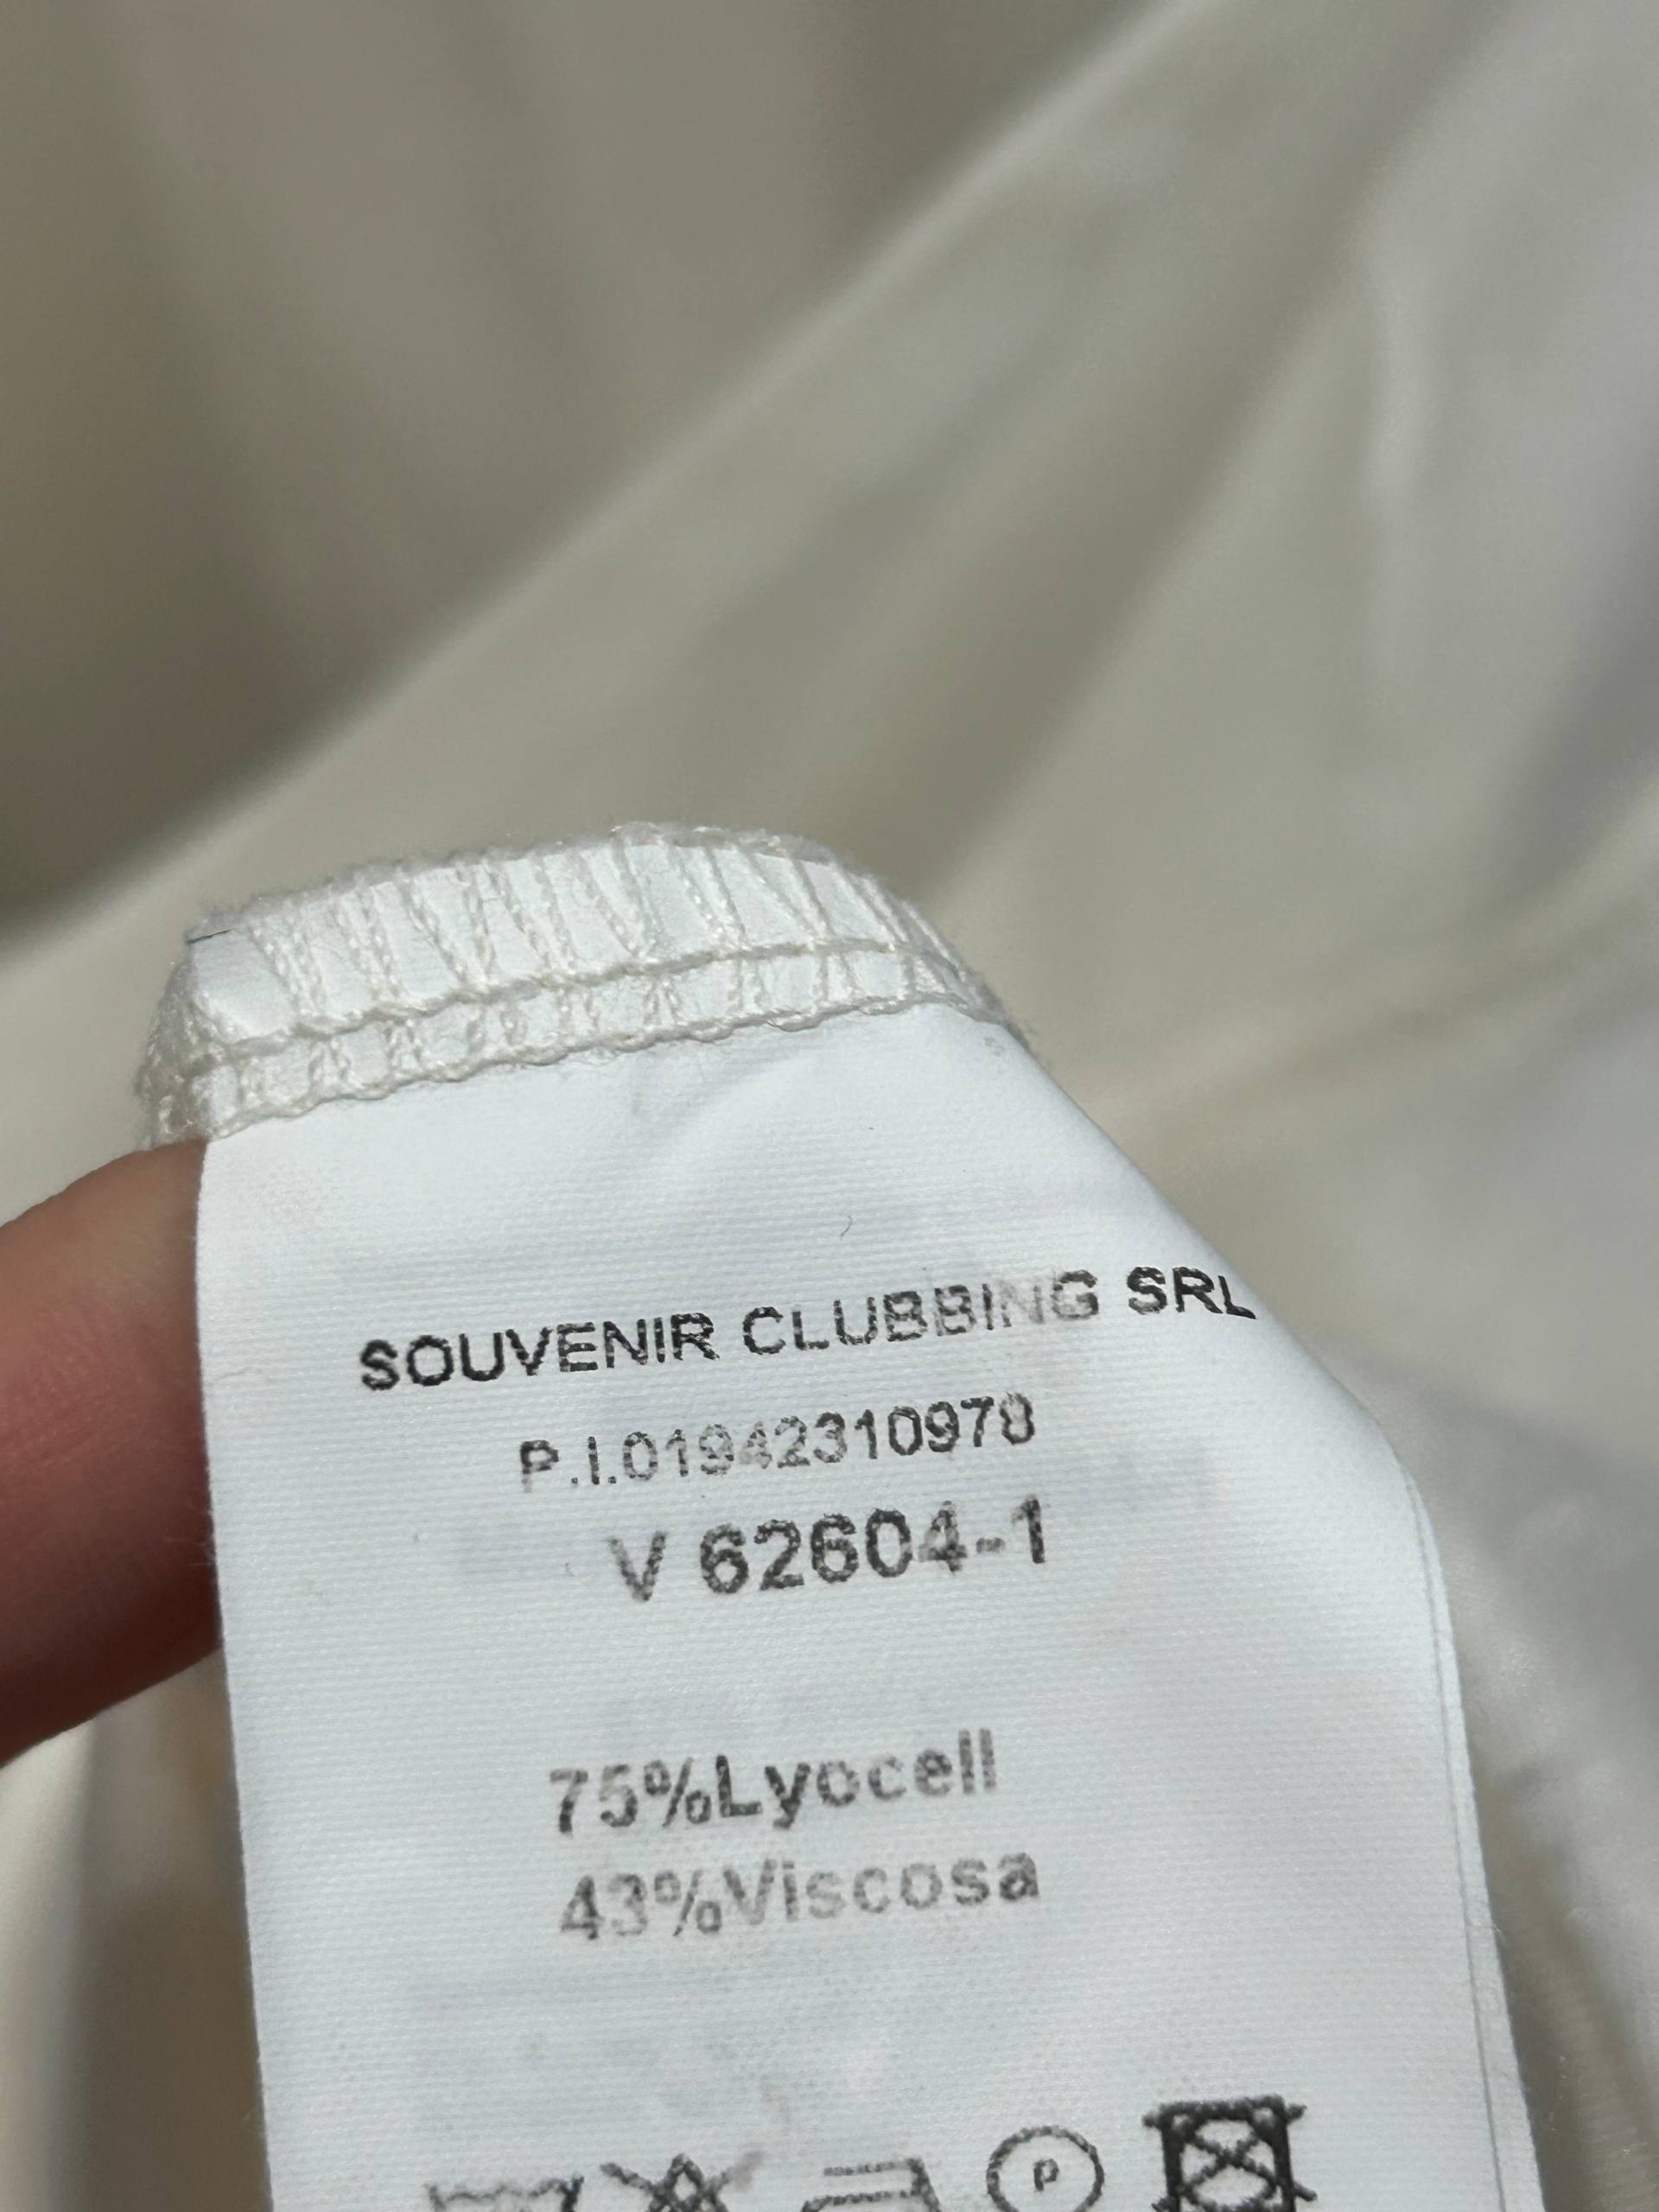 SOUVENIR CLUBBING SRL
P.I.01942310978
V 62604-1
75%Lyocell
43%Viscosa
P